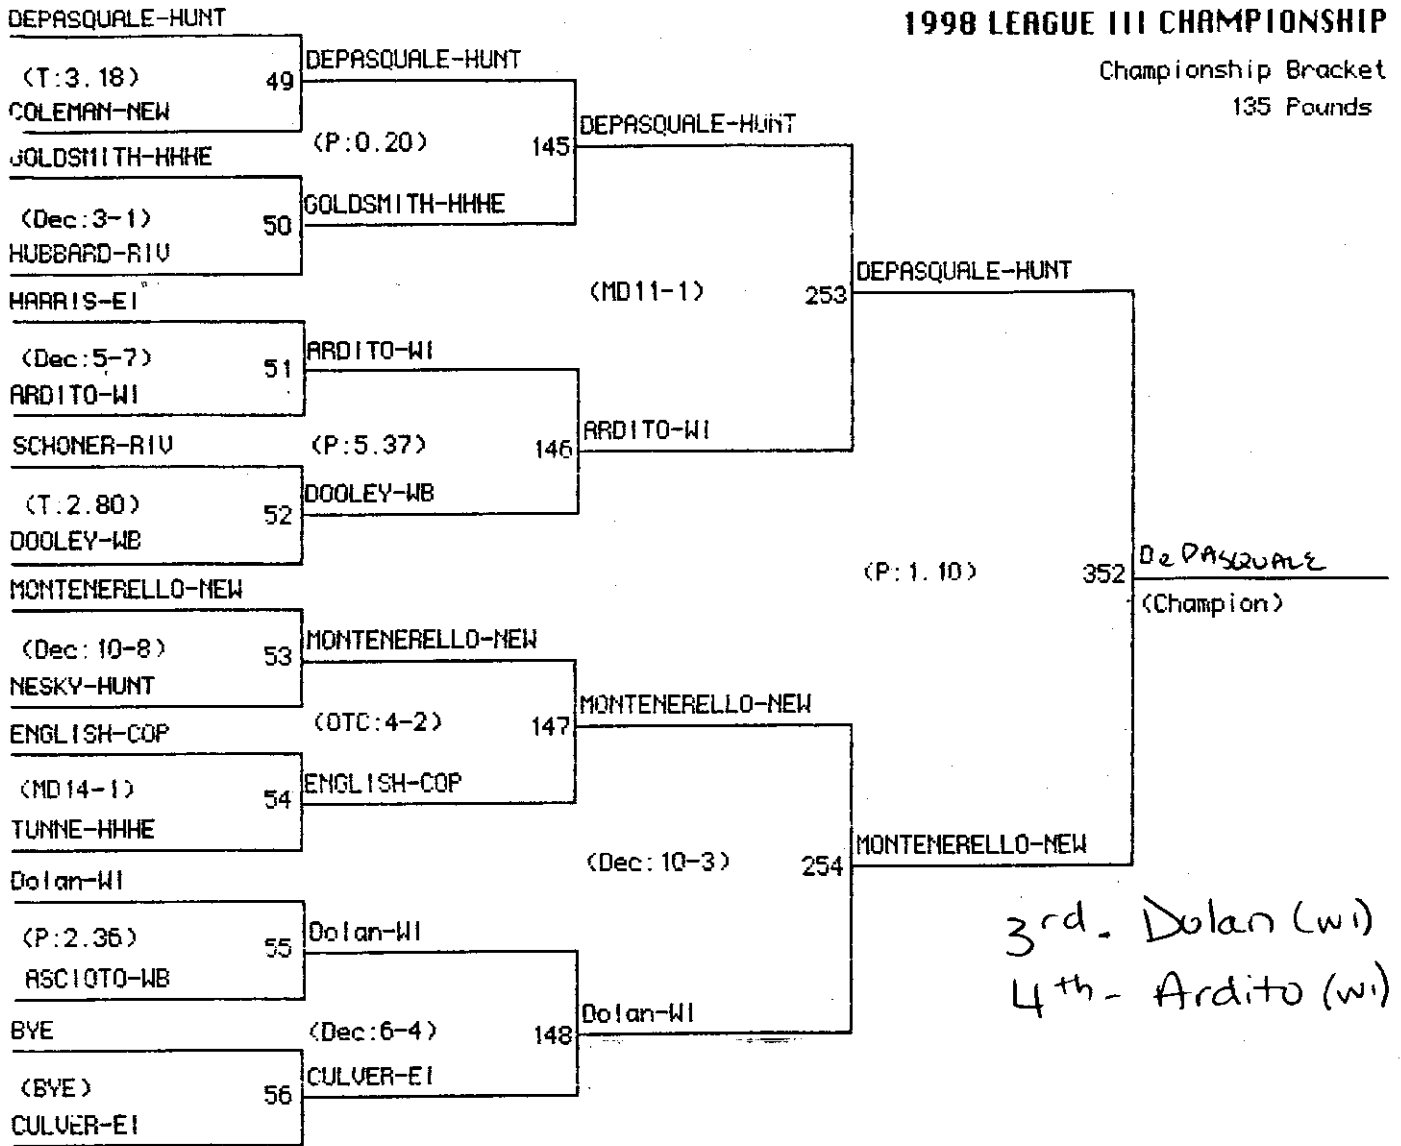 1998 LEAGUE III CHAMPIONSHIP
Championship Bracket
135 Pounds
DEPASQUALE-HUNT
(T:3.18) 49
COLEMAN-NEW
DEPASQUALE-HUNT
(P:0.20) 145
GOLDSMITH-HHHE
(Dec:3-1) 50
HUBBARD-RIV
GOLDSMITH-HHHE
DEPASQUALE-HUNT
(MD11-1) 253
HARRIS-EI
(Dec:5-7) 51
ARDITO-WI
ARDITO-WI
(P:5.37) 146
SCHONER-RIV
(T:2.80) 52
DOOLEY-WB
DOOLEY-WB
ARDITO-WI
DEPASQUALE-HUNT
(P:1.10) 352
DePASQUALE
(Champion)
MONTENERELLO-NEW
(Dec:10-8) 53
NESKY-HUNT
MONTENERELLO-NEW
(OTC:4-2) 147
ENGLISH-COP
(MD14-1) 54
TUNNE-HHHE
ENGLISH-COP
MONTENERELLO-NEW
(Dec:10-3) 254
Dolan-WI
(P:2.36) 55
ASCIOTO-WB
Dolan-WI
(Dec:6-4) 148
BYE
(BYE) 56
CULVER-EI
CULVER-EI
Dolan-WI
MONTENERELLO-NEW
3rd. Dolan (WI)
4th - Ardito (WI)